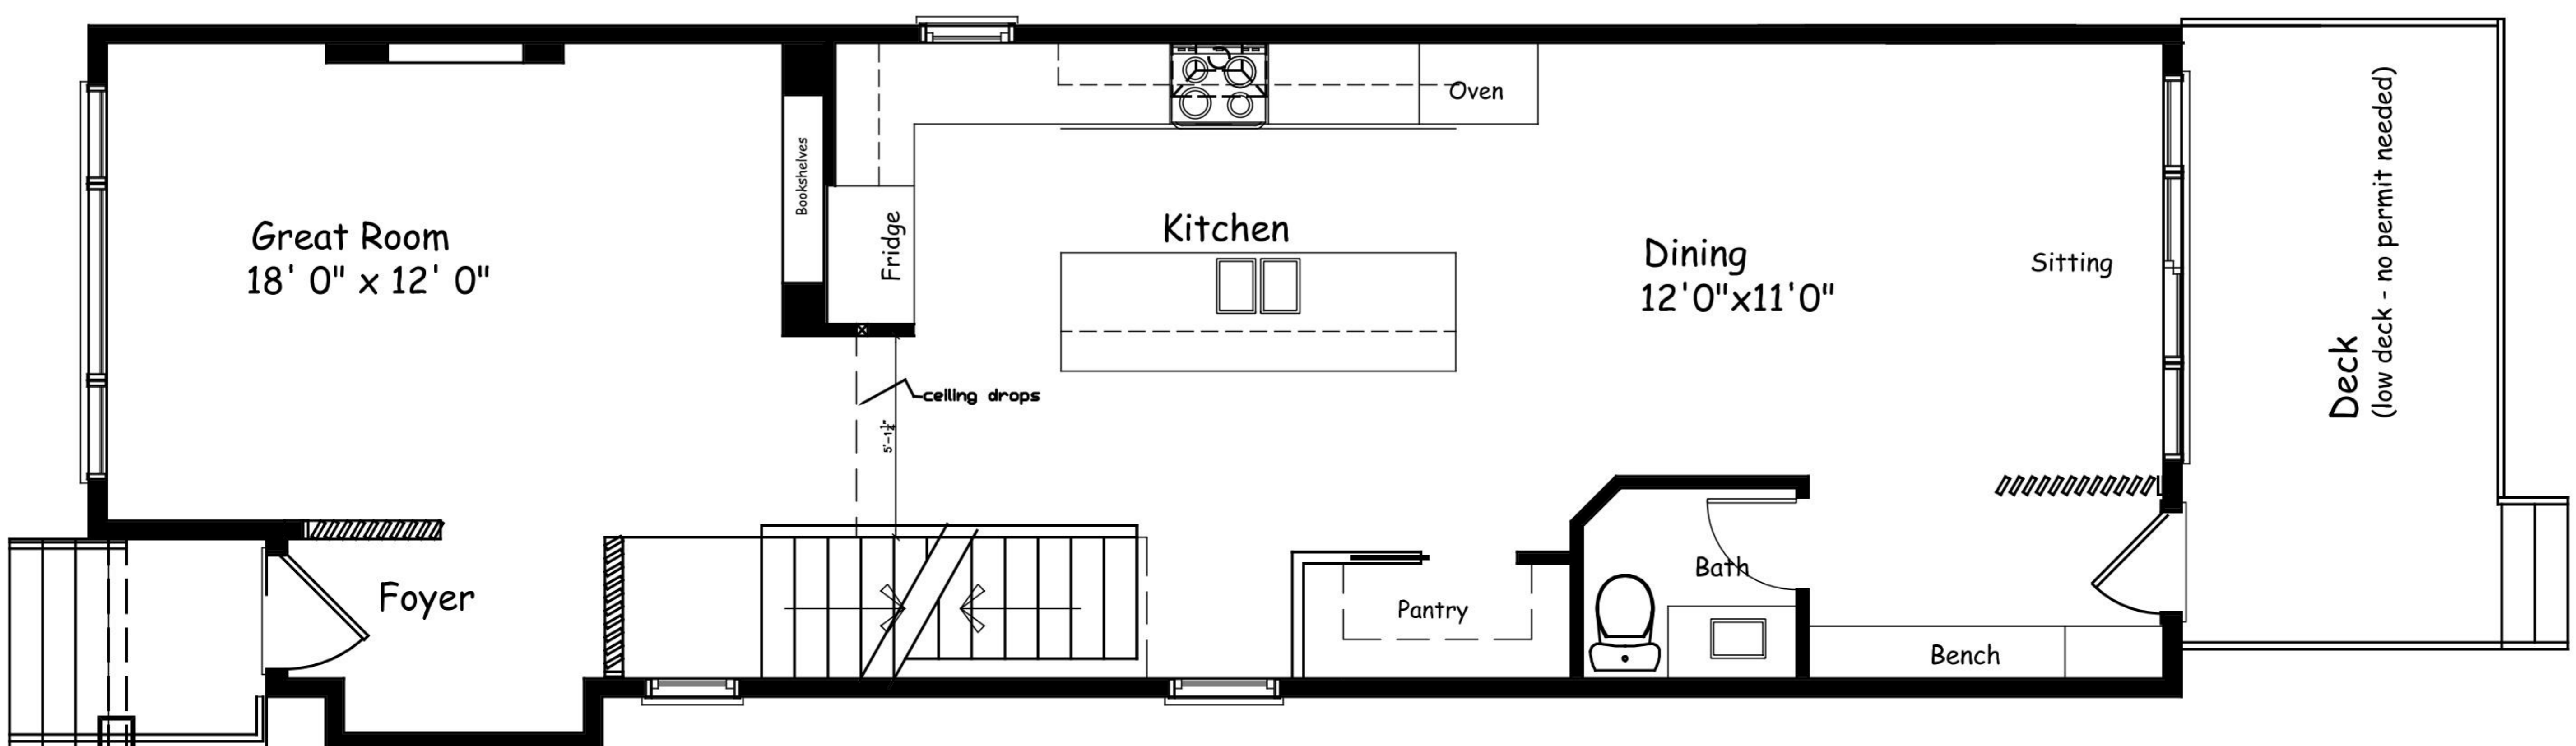 Great Room
18' 0" x 12' 0"
Bookshelves
Fridge
Oven
Kitchen
Dining
12'0"x11'0"
Sitting
Deck
(low deck - no permit needed)
ceiling drops
5'-1½"
Foyer
Pantry
Bath
Bench